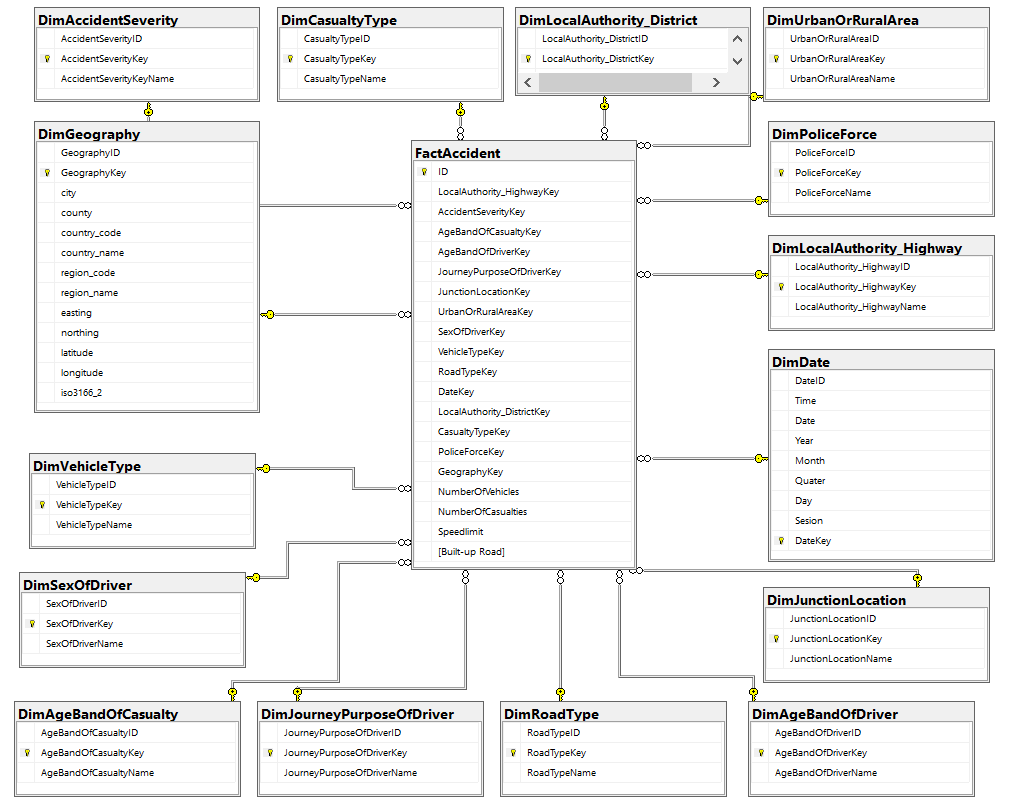 DimAccidentSeverity
AccidentSeverityID
AccidentSeverityKey
AccidentSeverityKeyName
DimCasualtyType
CasualtyTypeID
CasualtyTypeKey
CasualtyTypeName
DimLocalAuthority_District
LocalAuthority_DistrictID
LocalAuthority_DistrictKey
DimUrbanOrRuralArea
UrbanOrRuralAreaID
UrbanOrRuralAreaKey
UrbanOrRuralAreaName
DimGeography
GeographyID
GeographyKey
city
county
country_code
country_name
region_code
region_name
easting
northing
latitude
longitude
iso3166_2
FactAccident
ID
LocalAuthority_HighwayKey
AccidentSeverityKey
AgeBandOfCasualtyKey
AgeBandOfDriverKey
JourneyPurposeOfDriverKey
JunctionLocationKey
UrbanOrRuralAreaKey
SexOfDriverKey
VehicleTypeKey
RoadTypeKey
DateKey
LocalAuthority_DistrictKey
CasualtyTypeKey
PoliceForceKey
GeographyKey
NumberOfVehicles
NumberOfCasualties
Speedlimit
[Built-up Road]
DimPoliceForce
PoliceForceID
PoliceForceKey
PoliceForceName
DimLocalAuthority_Highway
LocalAuthority_HighwayID
LocalAuthority_HighwayKey
LocalAuthority_HighwayName
DimDate
DateID
Time
Date
Year
Month
Quater
Day
Sesion
DateKey
DimVehicleType
VehicleTypeID
VehicleTypeKey
VehicleTypeName
DimSexOfDriver
SexOfDriverID
SexOfDriverKey
SexOfDriverName
DimJunctionLocation
JunctionLocationID
JunctionLocationKey
JunctionLocationName
DimAgeBandOfCasualty
AgeBandOfCasualtyID
AgeBandOfCasualtyKey
AgeBandOfCasualtyName
DimJourneyPurposeOfDriver
JourneyPurposeOfDriverID
JourneyPurposeOfDriverKey
JourneyPurposeOfDriverName
DimRoadType
RoadTypeID
RoadTypeKey
RoadTypeName
DimAgeBandOfDriver
AgeBandOfDriverID
AgeBandOfDriverKey
AgeBandOfDriverName